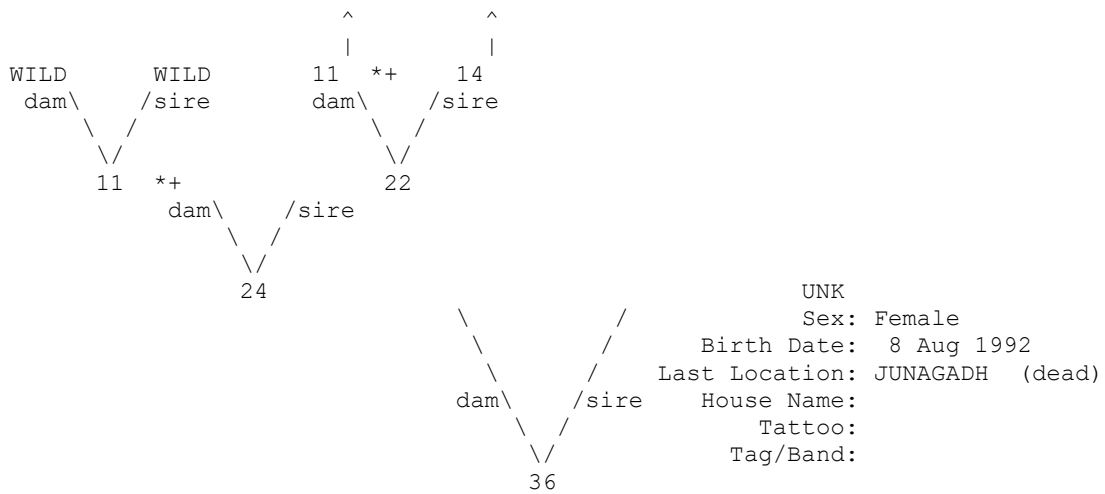 ^ ^
| |
WILD WILD 11 *+ 14
dam\ /sire dam\ /sire
\ / \ /
\ / \ /
\/ \/
11 *+ 22
dam\ /sire
\ /
\ /
\/
24 UNK
\ / Sex: Female
\ / Birth Date: 8 Aug 1992
\ / Last Location: JUNAGADH (dead)
dam\ /sire House Name:
\ / Tattoo:
\/ Tag/Band:
36